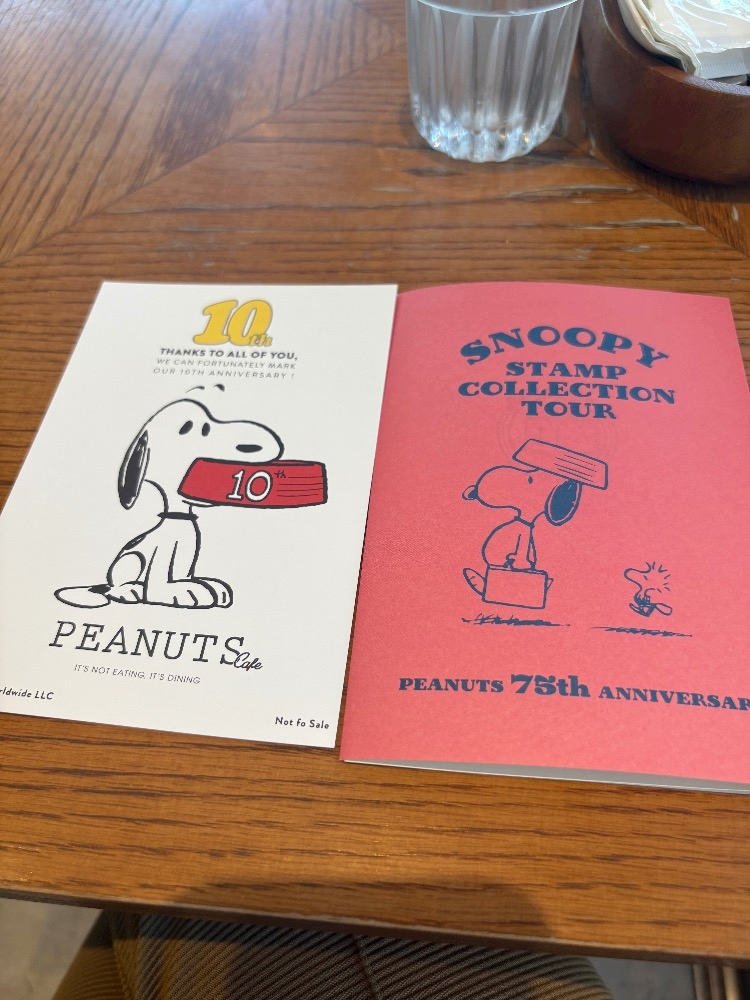 10th
THANKS TO ALL OF YOU,
WE CAN FORTUNATELY MARK
OUR 10TH ANNIVERSARY !
10th
PEANUTS Cafe
IT'S NOT EATING, IT'S DINING
rldwide LLC
Not fo Sale
SNOOPY
STAMP
COLLECTION
TOUR
PEANUTS 75th ANNIVERSAR